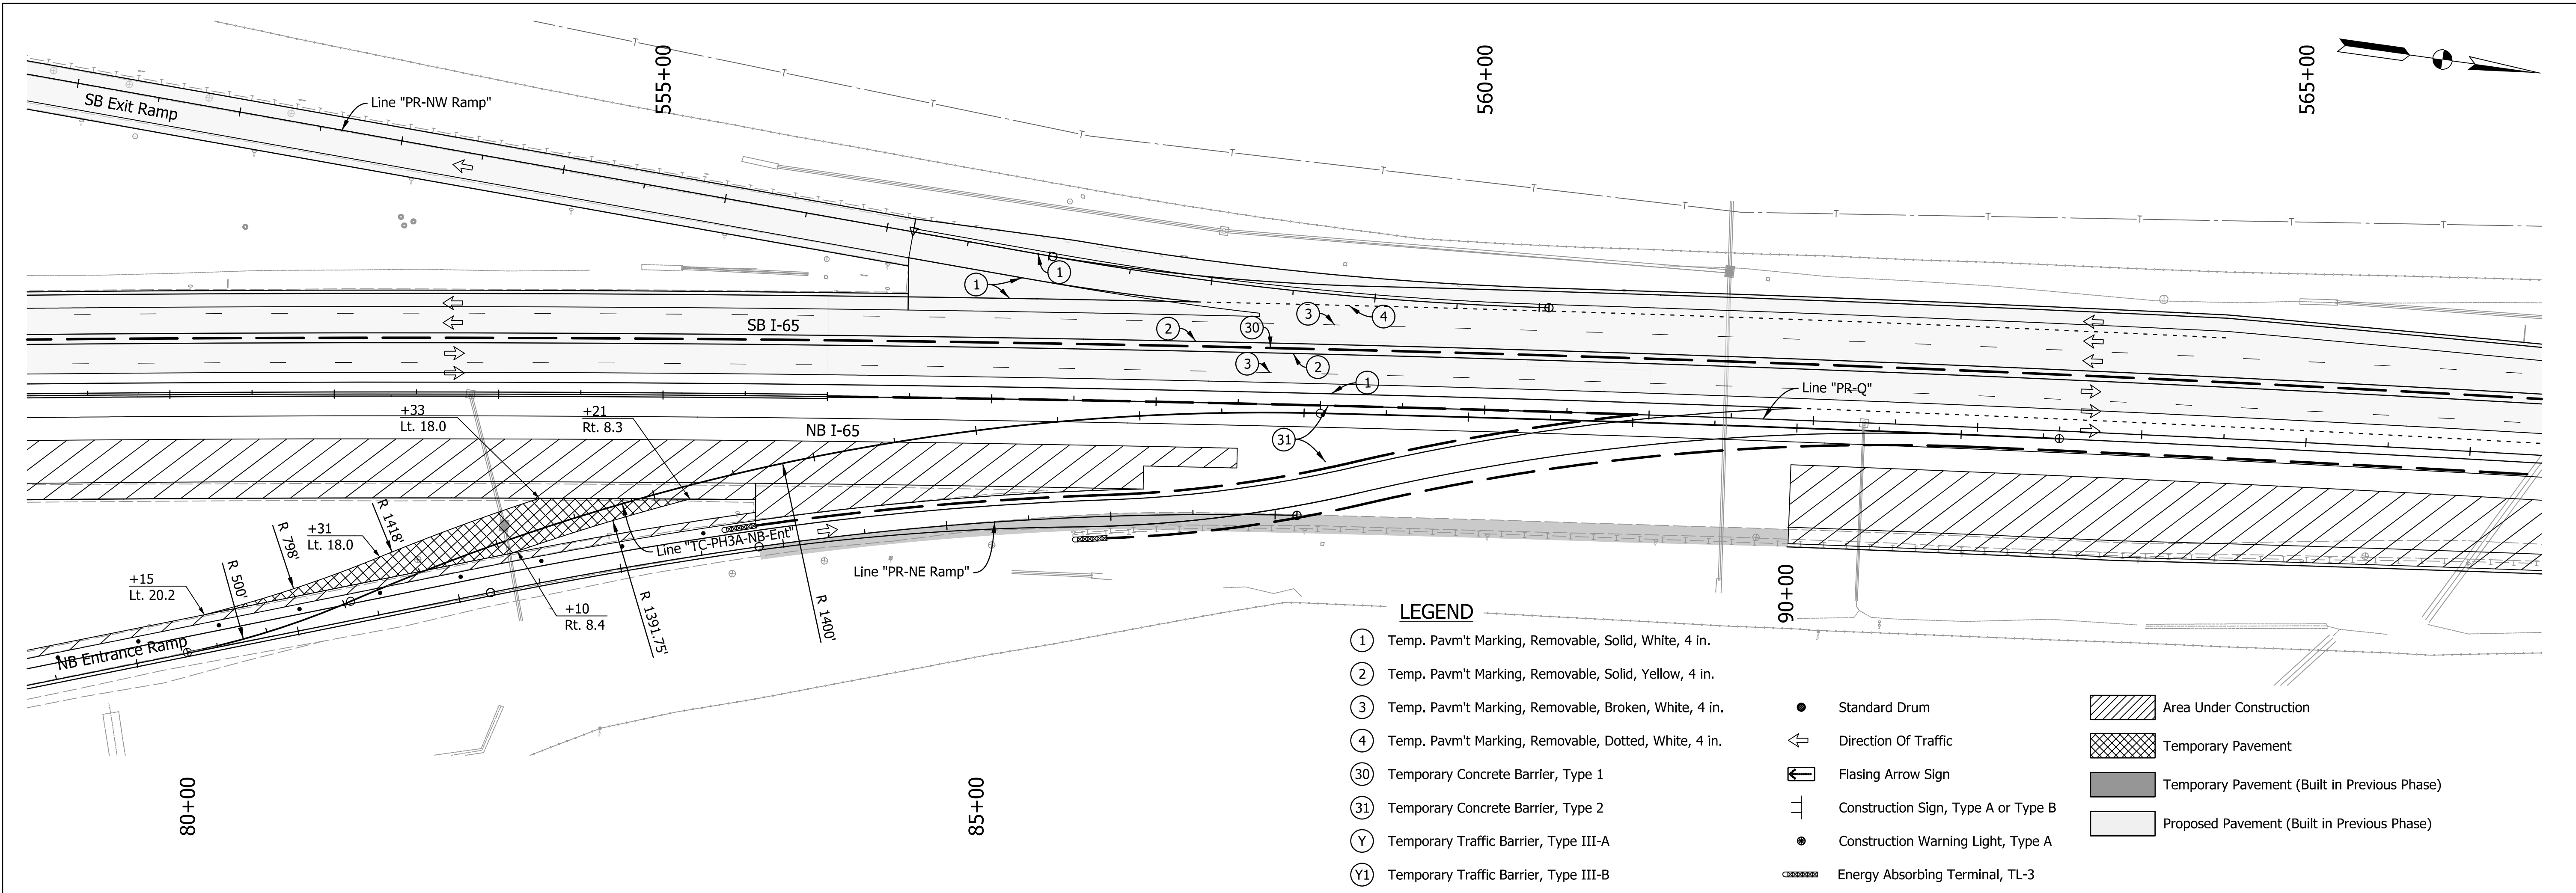 555+00
560+00
565+00
SB Exit Ramp
Line "PR-NW Ramp"
T
T
T
T
T
T
T
T
T
T
T
T
T
1
1
3
4
SB I-65
2
30
3
2
1
Line "PR-Q"
+33
Lt. 18.0
+21
Rt. 8.3
NB I-65
31
R 1418'
R 798'
+31
Lt. 18.0
R 500'
+15
Lt. 20.2
Line "TC-PH3A-NB-Ent"
Line "PR-NE Ramp"
+10
Rt. 8.4
R 1391.75'
R 1400'
NB Entrance Ramp
90+00
80+00
85+00
LEGEND
1 Temp. Pavm't Marking, Removable, Solid, White, 4 in.
2 Temp. Pavm't Marking, Removable, Solid, Yellow, 4 in.
3 Temp. Pavm't Marking, Removable, Broken, White, 4 in.
4 Temp. Pavm't Marking, Removable, Dotted, White, 4 in.
30 Temporary Concrete Barrier, Type 1
31 Temporary Concrete Barrier, Type 2
Y Temporary Traffic Barrier, Type III-A
Y1 Temporary Traffic Barrier, Type III-B
Standard Drum
Direction Of Traffic
Flasing Arrow Sign
Construction Sign, Type A or Type B
Construction Warning Light, Type A
Energy Absorbing Terminal, TL-3
Area Under Construction
Temporary Pavement
Temporary Pavement (Built in Previous Phase)
Proposed Pavement (Built in Previous Phase)